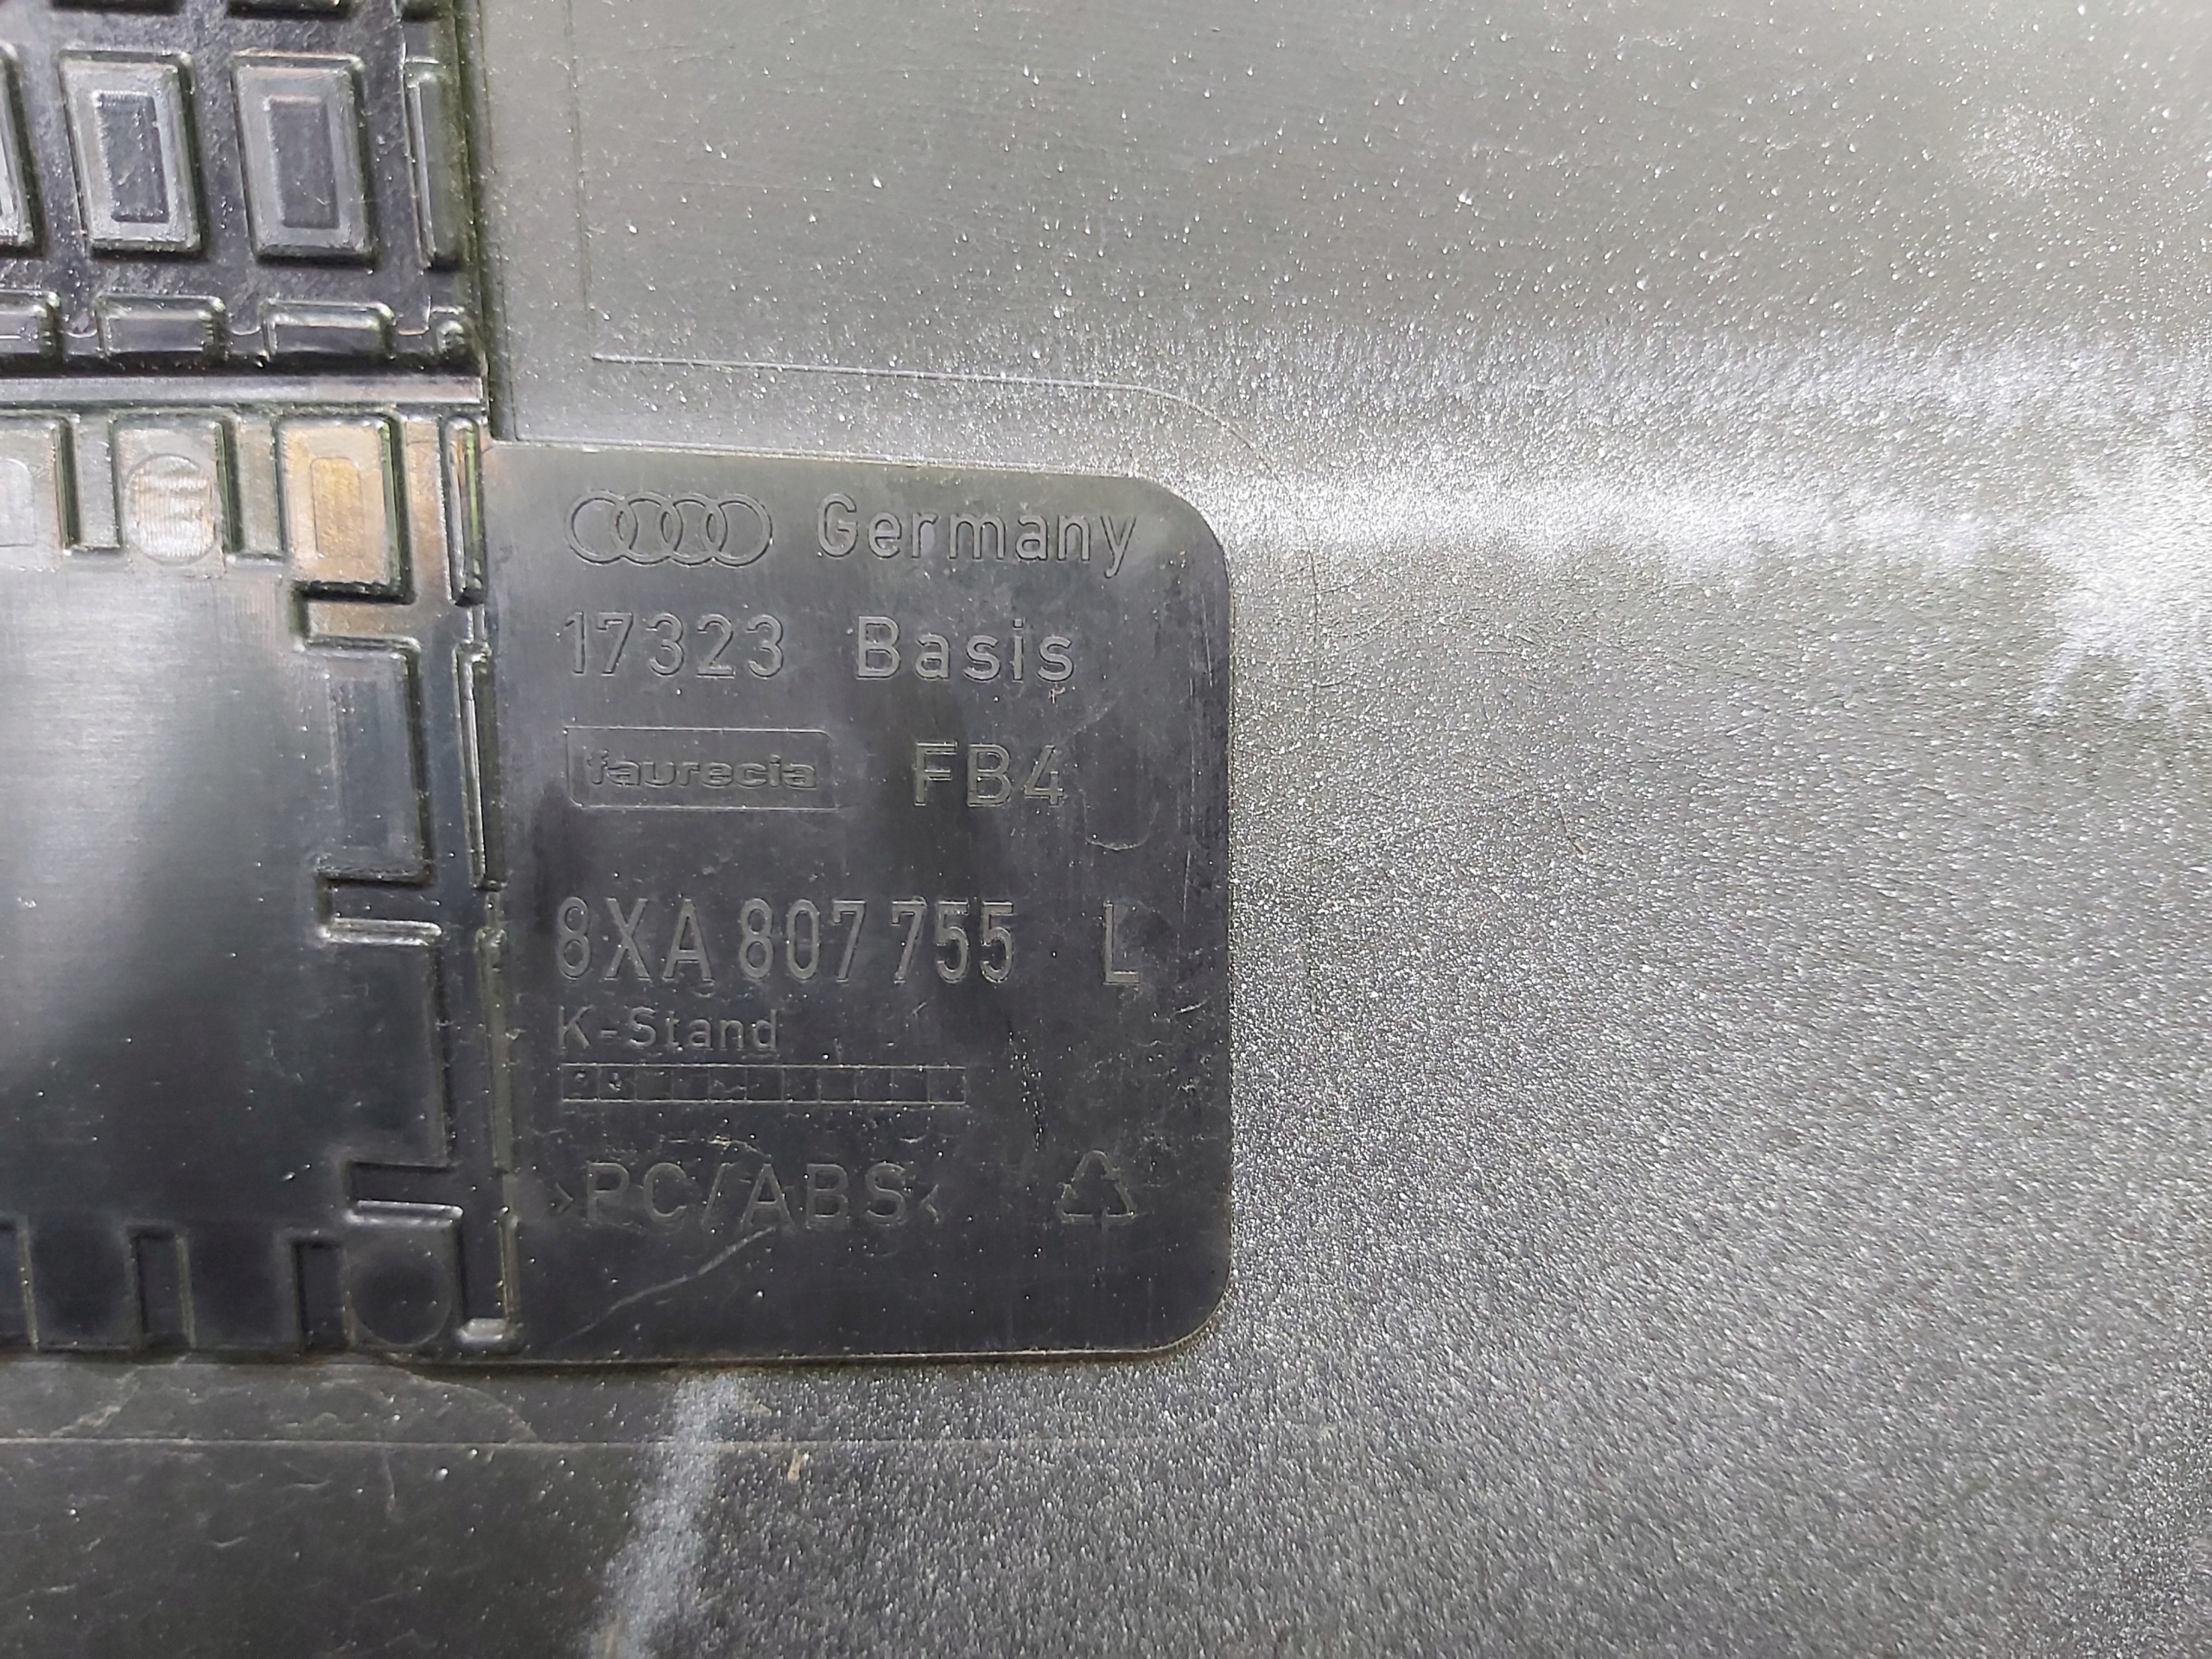 Germany
17323 Basis
faurecia FB4
8XA 807 755 L
K-Stand
>PC/ABS<